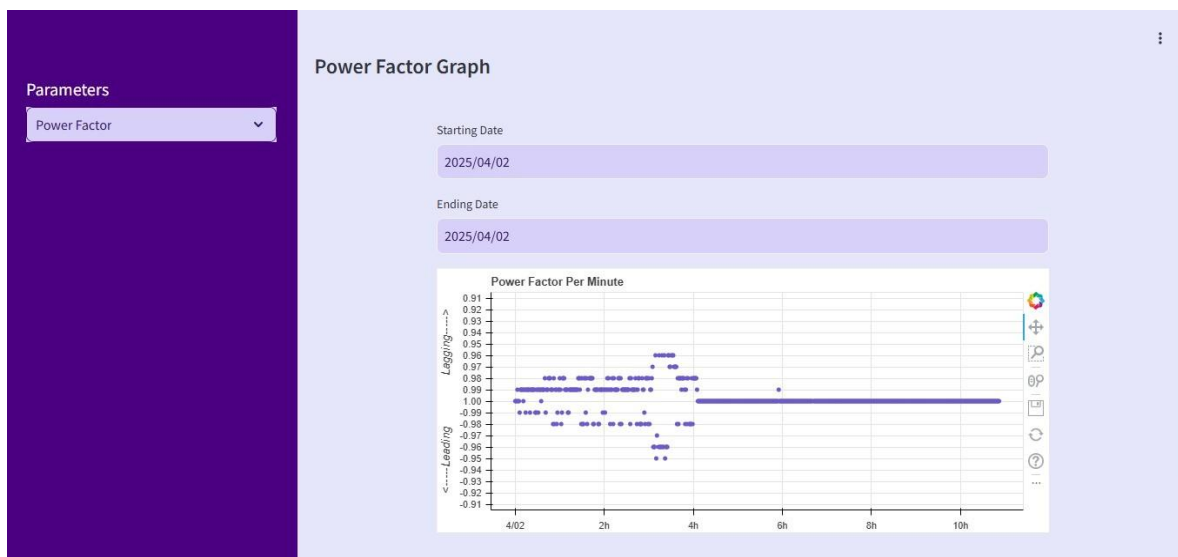 Power Factor Graph
Parameters
Power Factor
Starting Date
2025/04/02
Ending Date
2025/04/02
Power Factor Per Minute
0.91
0.92
0.93
0.94
0.95
0.96
0.97
0.98
0.99
1.00
-0.99
-0.98
-0.97
-0.96
-0.95
-0.94
-0.93
-0.92
-0.91
<-----Leading          Lagging----->
4/02 2h 4h 6h 8h 10h